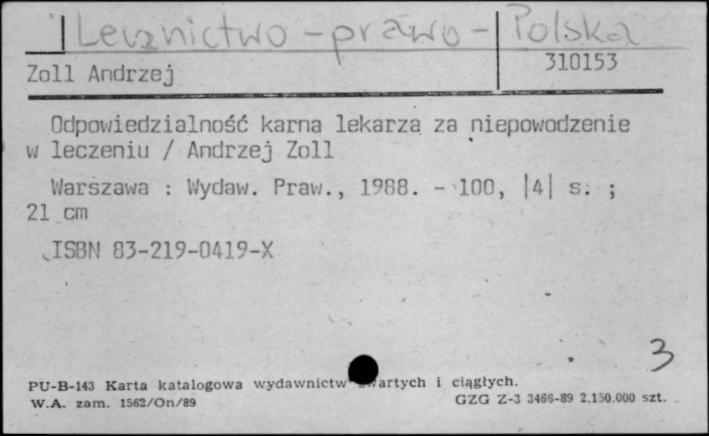 Lecznictwo - prawo - Polska
Zoll Andrzej 310153
Odpowiedzialność karna lekarza za niepowodzenie
w leczeniu / Andrzej Zoll
Warszawa : Wydaw. Praw., 1988. - 100, |4| s. ;
21 cm
ISBN 83-219-0419-X
3
PU-B-143 Karta katalogowa wydawnictw zwartych i ciągłych.
W.A. zam. 1562/On/89 GZG Z-3 3466-89 2.150.000 szt.